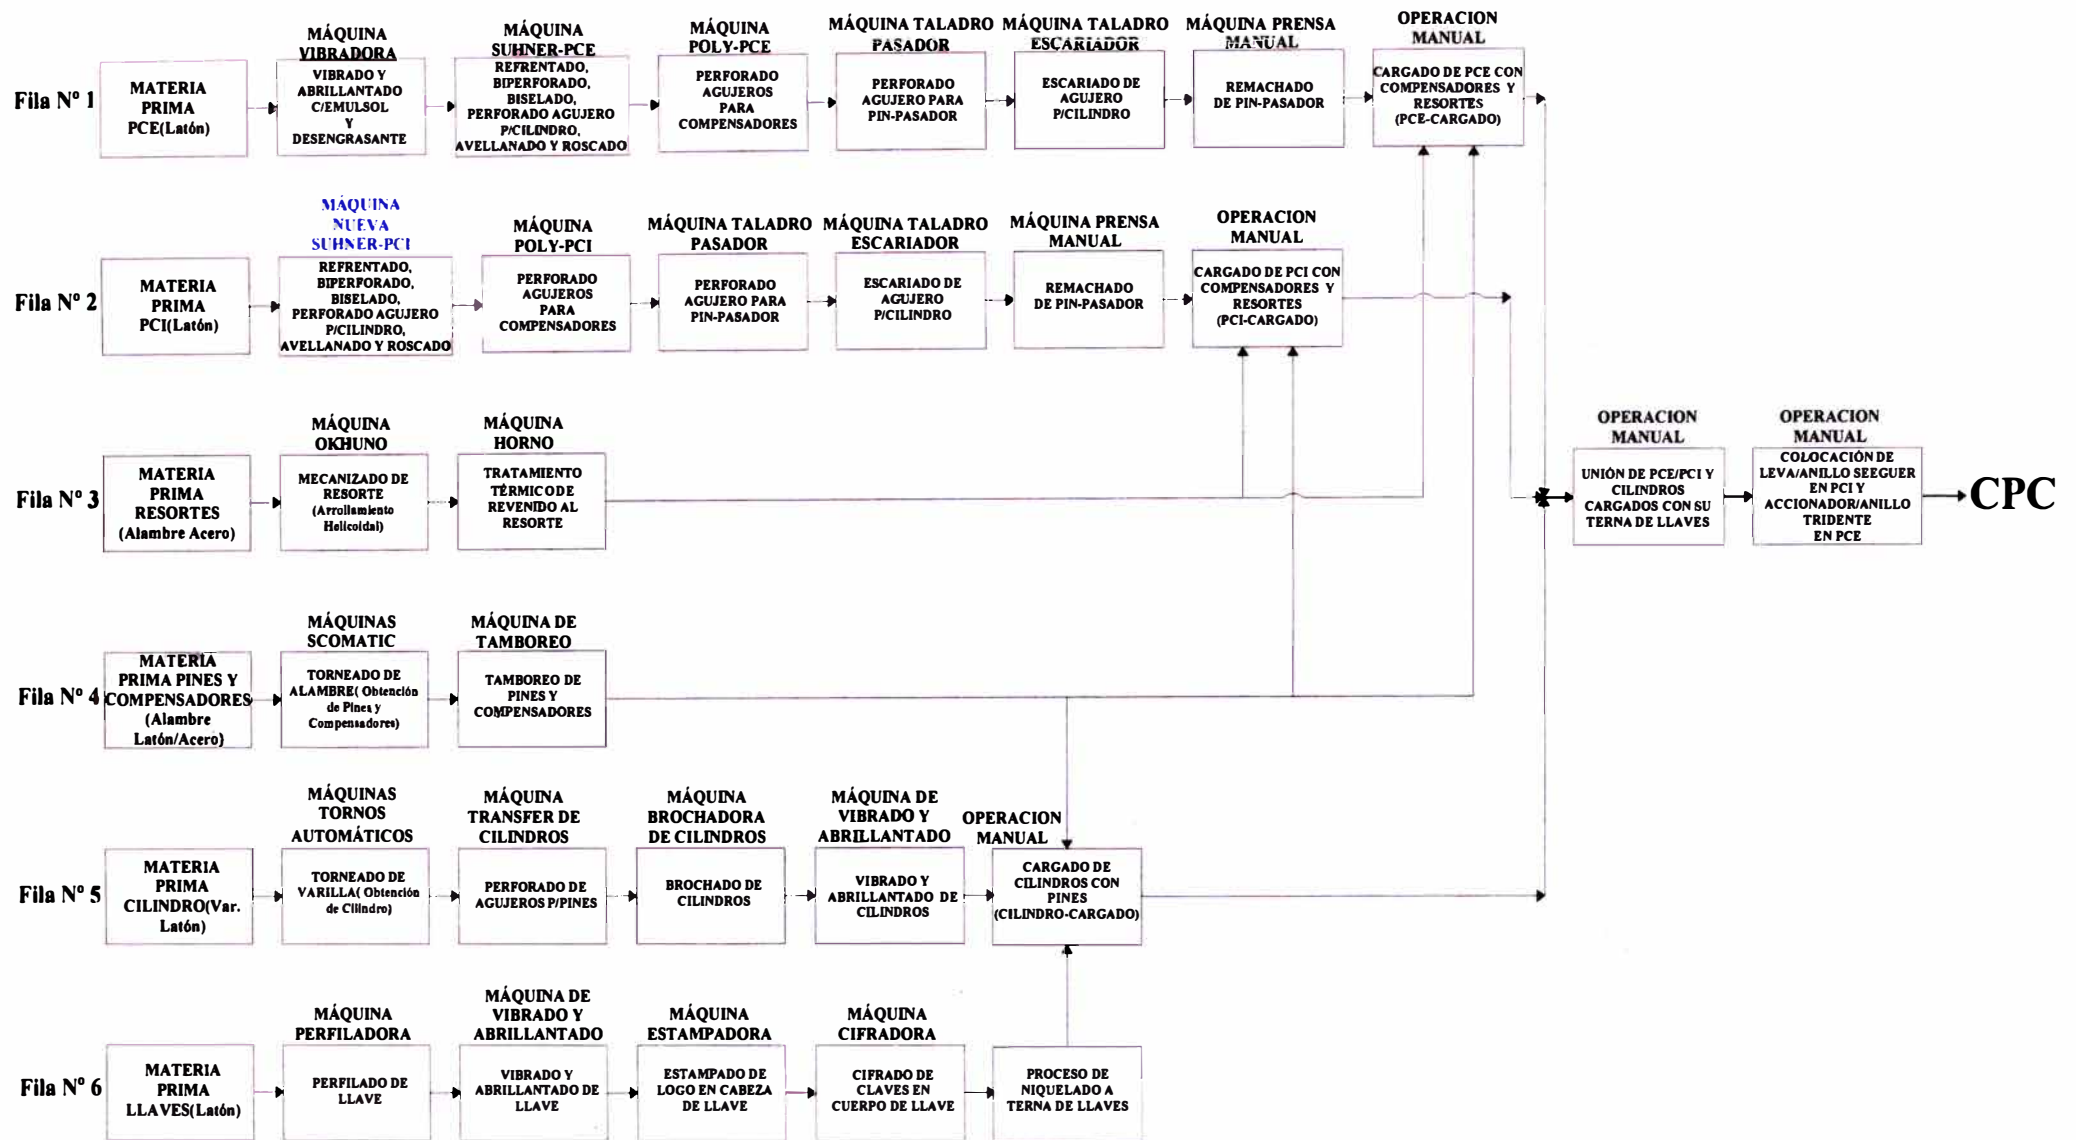 MÁQUINA
VIBRADORA
MÁQUINA
SUHNER-PCE
MÁQUINA
POLY-PCE
MÁQUINA TALADRO
PASADOR
MÁQUINA TALADRO
ESCARIADOR
MÁQUINA PRENSA
MANUAL
OPERACION
MANUAL
Fila Nº 1
MATERIA
PRIMA
PCE(Latón)
VIBRADO Y
ABRILLANTADO
C/EMULSOL
Y
DESENGRASANTE
REFRENTADO,
BIPERFORADO,
BISELADO,
PERFORADO AGUJERO
P/CILINDRO,
AVELLANADO Y ROSCADO
PERFORADO
AGUJEROS
PARA
COMPENSADORES
PERFORADO
AGUJERO PARA
PIN-PASADOR
ESCARIADO DE
AGUJERO
P/CILINDRO
REMACHADO
DE PIN-PASADOR
CARGADO DE PCE CON
COMPENSADORES Y
RESORTES
(PCE-CARGADO)
MÁQUINA
NUEVA
SUHNER-PCI
MÁQUINA
POLY-PCI
MÁQUINA TALADRO
PASADOR
MÁQUINA TALADRO
ESCARIADOR
MÁQUINA PRENSA
MANUAL
OPERACION
MANUAL
Fila Nº 2
MATERIA
PRIMA
PCI(Latón)
REFRENTADO,
BIPERFORADO,
BISELADO,
PERFORADO AGUJERO
P/CILINDRO,
AVELLANADO Y ROSCADO
PERFORADO
AGUJEROS
PARA
COMPENSADORES
PERFORADO
AGUJERO PARA
PIN-PASADOR
ESCARIADO DE
AGUJERO
P/CILINDRO
REMACHADO
DE PIN-PASADOR
CARGADO DE PCI CON
COMPENSADORES Y
RESORTES
(PCI-CARGADO)
MÁQUINA
OKHUNO
MÁQUINA
HORNO
OPERACION
MANUAL
OPERACION
MANUAL
Fila Nº 3
MATERIA
PRIMA
RESORTES
(Alambre Acero)
MECANIZADO DE
RESORTE
(Arrollamiento
Helicoidal)
TRATAMIENTO
TÉRMICO DE
REVENIDO AL
RESORTE
UNIÓN DE PCE/PCI Y
CILINDROS
CARGADOS CON SU
TERNA DE LLAVES
COLOCACIÓN DE
LEVA/ANILLO SEEGUER
EN PCI Y
ACCIONADOR/ANILLO
TRIDENTE
EN PCE
CPC
MÁQUINAS
SCOMATIC
MÁQUINA DE
TAMBOREO
Fila Nº 4
MATERIA
PRIMA PINES Y
COMPENSADORES
(Alambre
Latón/Acero)
TORNEADO DE
ALAMBRE( Obtención
de Pines y
Compensadores)
TAMBOREO DE
PINES Y
COMPENSADORES
MÁQUINAS
TORNOS
AUTOMÁTICOS
MÁQUINA
TRANSFER DE
CILINDROS
MÁQUINA
BROCHADORA
DE CILINDROS
MÁQUINA DE
VIBRADO Y
ABRILLANTADO
OPERACION
MANUAL
Fila Nº 5
MATERIA
PRIMA
CILINDRO(Var.
Latón)
TORNEADO DE
VARILLA( Obtención
de Cilindro)
PERFORADO DE
AGUJEROS P/PINES
BROCHADO DE
CILINDROS
VIBRADO Y
ABRILLANTADO DE
CILINDROS
CARGADO DE
CILINDROS CON
PINES
(CILINDRO-CARGADO)
MÁQUINA
PERFILADORA
MÁQUINA DE
VIBRADO Y
ABRILLANTADO
MÁQUINA
ESTAMPADORA
MÁQUINA
CIFRADORA
Fila Nº 6
MATERIA
PRIMA
LLAVES(Latón)
PERFILADO DE
LLAVE
VIBRADO Y
ABRILLANTADO DE
LLAVE
ESTAMPADO DE
LOGO EN CABEZA
DE LLAVE
CIFRADO DE
CLAVES EN
CUERPO DE LLAVE
PROCESO DE
NIQUELADO A
TERNA DE LLAVES